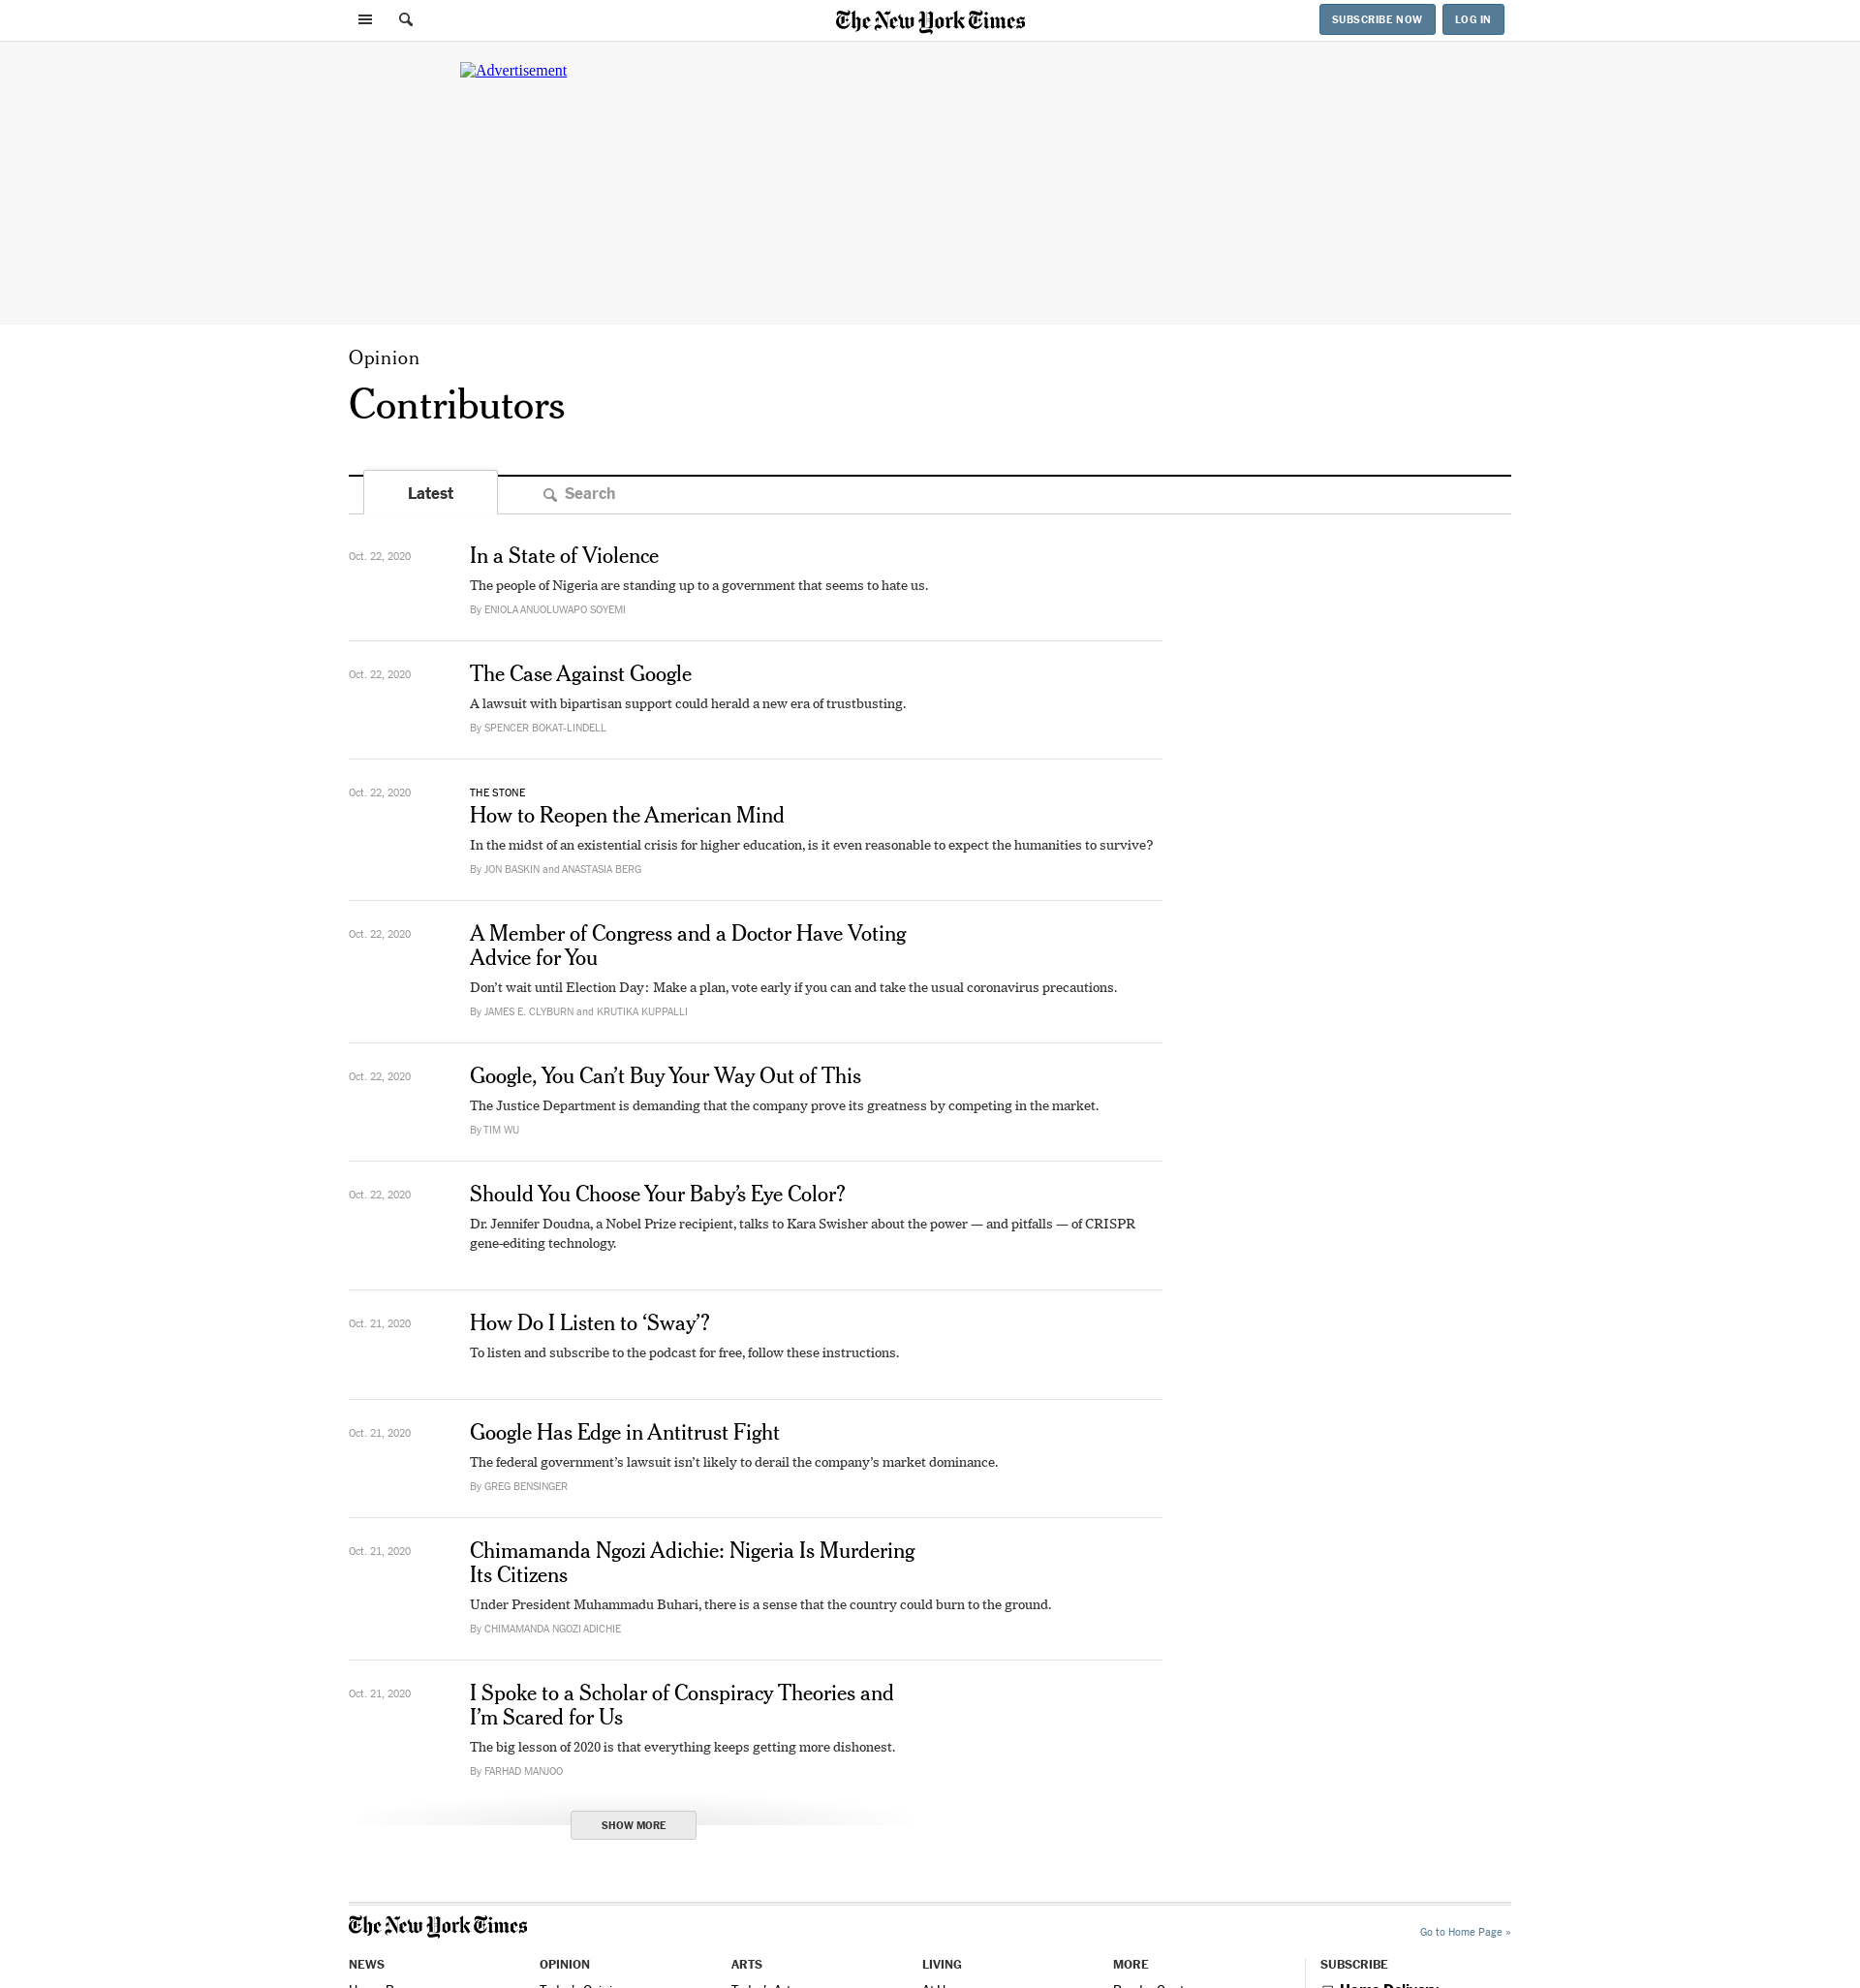 The New York Times
SUBSCRIBE NOW
LOG IN
Advertisement
Opinion
Contributors
Latest
Search
Oct. 22, 2020
In a State of Violence
The people of Nigeria are standing up to a government that seems to hate us.
By ENIOLA ANUOLUWAPO SOYEMI
Oct. 22, 2020
The Case Against Google
A lawsuit with bipartisan support could herald a new era of trustbusting.
By SPENCER BOKAT-LINDELL
Oct. 22, 2020
THE STONE
How to Reopen the American Mind
In the midst of an existential crisis for higher education, is it even reasonable to expect the humanities to survive?
By JON BASKIN and ANASTASIA BERG
Oct. 22, 2020
A Member of Congress and a Doctor Have Voting
Advice for You
Don’t wait until Election Day: Make a plan, vote early if you can and take the usual coronavirus precautions.
By JAMES E. CLYBURN and KRUTIKA KUPPALLI
Oct. 22, 2020
Google, You Can’t Buy Your Way Out of This
The Justice Department is demanding that the company prove its greatness by competing in the market.
By TIM WU
Oct. 22, 2020
Should You Choose Your Baby’s Eye Color?
Dr. Jennifer Doudna, a Nobel Prize recipient, talks to Kara Swisher about the power — and pitfalls — of CRISPR
gene-editing technology.
Oct. 21, 2020
How Do I Listen to ‘Sway’?
To listen and subscribe to the podcast for free, follow these instructions.
Oct. 21, 2020
Google Has Edge in Antitrust Fight
The federal government’s lawsuit isn’t likely to derail the company’s market dominance.
By GREG BENSINGER
Oct. 21, 2020
Chimamanda Ngozi Adichie: Nigeria Is Murdering
Its Citizens
Under President Muhammadu Buhari, there is a sense that the country could burn to the ground.
By CHIMAMANDA NGOZI ADICHIE
Oct. 21, 2020
I Spoke to a Scholar of Conspiracy Theories and
I’m Scared for Us
The big lesson of 2020 is that everything keeps getting more dishonest.
By FARHAD MANJOO
SHOW MORE
The New York Times
Go to Home Page »
NEWS
OPINION
ARTS
LIVING
MORE
SUBSCRIBE
Home Delivery